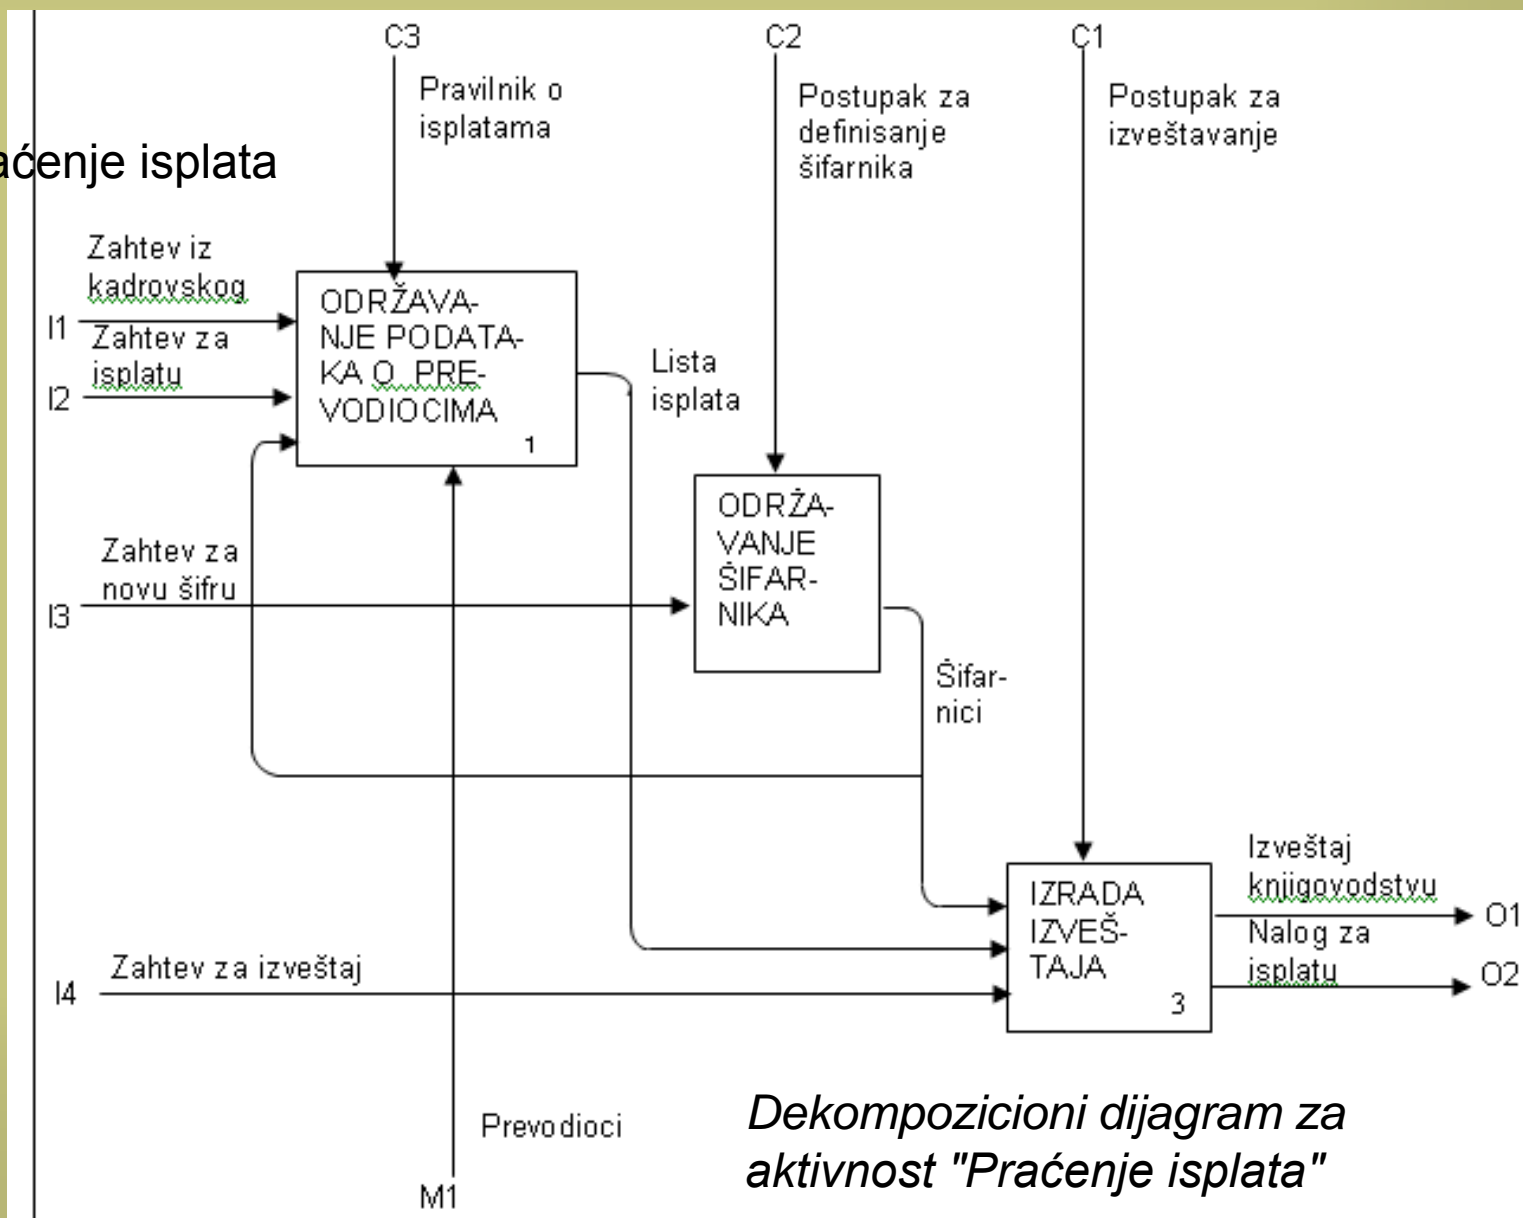 C3
C2
C1
Pravilnik o
isplatama
Postupak za
definisanje
šifarnika
Postupak za
izveštavanje
aćenje isplata
Zahtev iz
kadrovskog
I1
Zahtev za
isplatu
I2
ODRŽAVA-
NJE PODATA-
KA O PRE-
VODIOCIMA
1
Lista
isplata
ODRŽA-
VANJE
ŠIFAR-
NIKA
Zahtev za
novu šifru
I3
Šifar-
nici
IZRADA
IZVEŠ-
TAJA
3
Izveštaj
knjigovodstvu
O1
Nalog za
isplatu
O2
Zahtev za izveštaj
I4
Prevodioci
M1
Dekompozicioni dijagram za
aktivnost "Praćenje isplata"